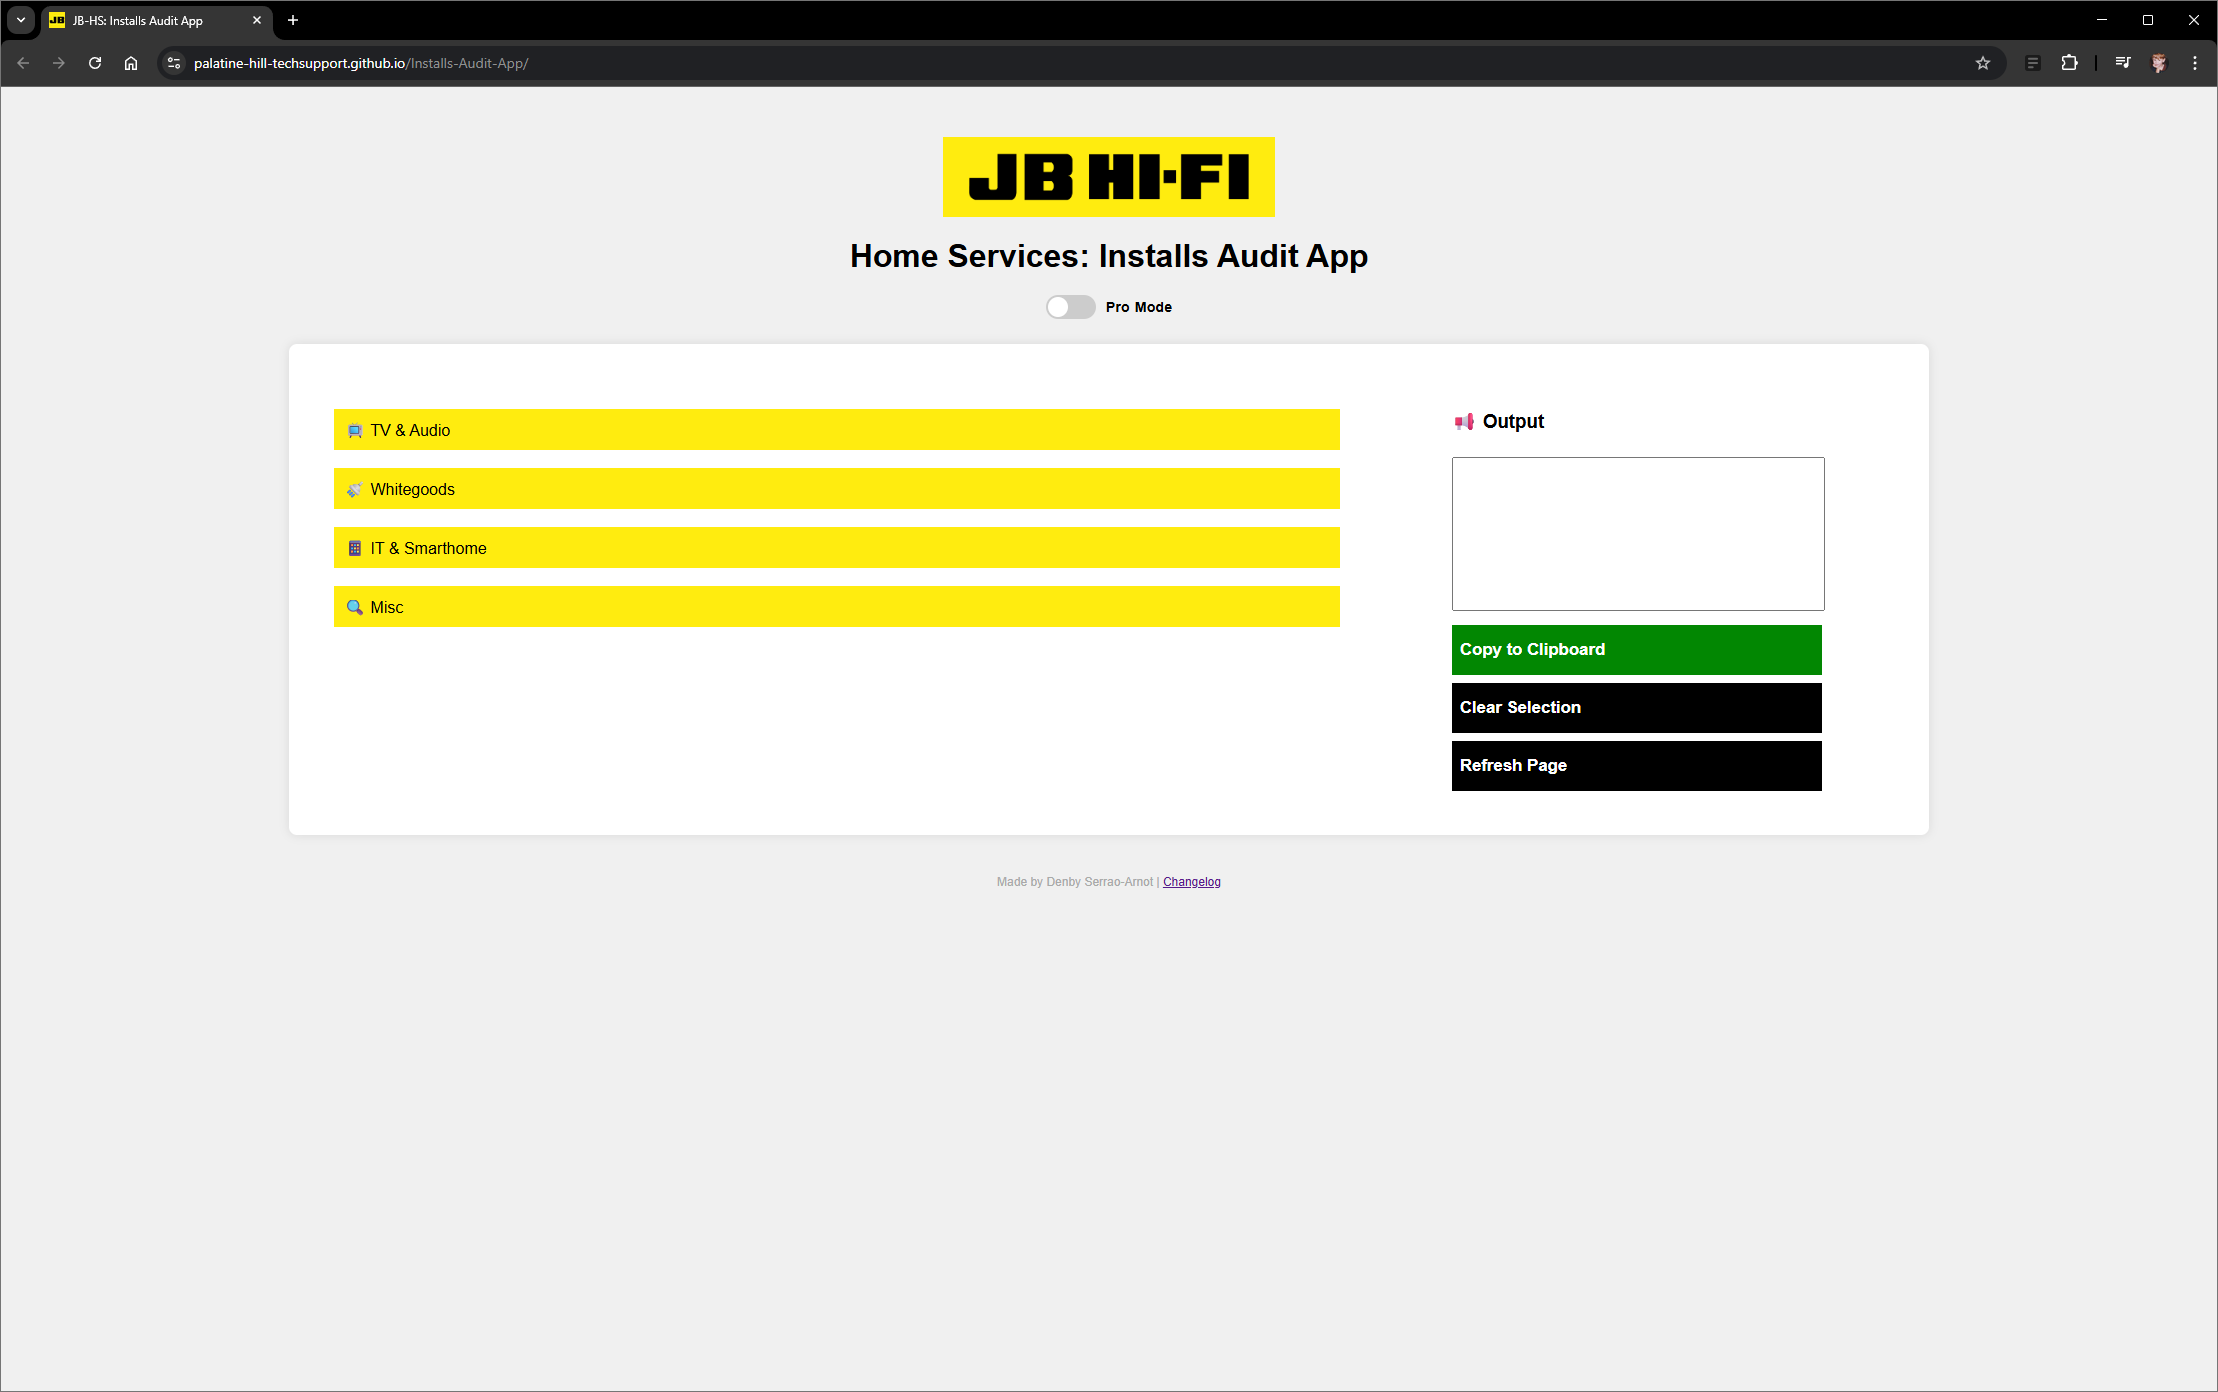 JB JB-HS: Installs Audit App
palatine-hill-techsupport.github.io/Installs-Audit-App/
JB HI-FI
Home Services: Installs Audit App
Pro Mode
TV & Audio
Whitegoods
IT & Smarthome
Misc
Output
Copy to Clipboard
Clear Selection
Refresh Page
Made by Denby Serrao-Arnot | Changelog